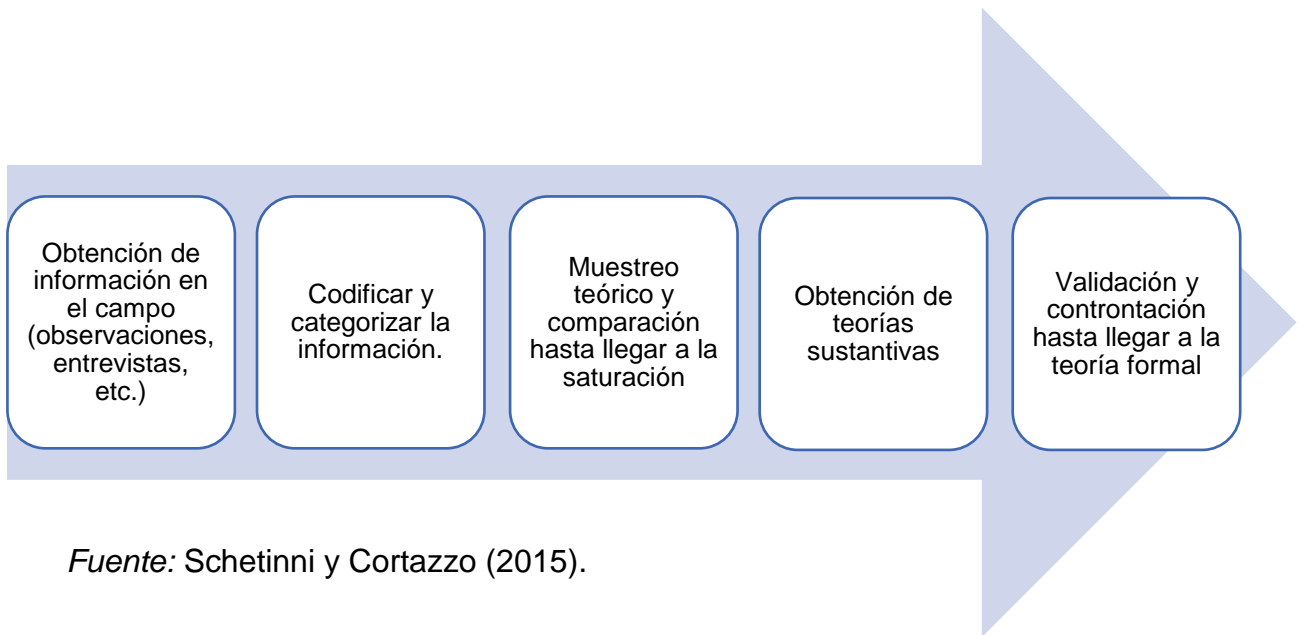 Obtención de
información en
el campo
(observaciones,
entrevistas,
etc.)
Codificar y
categorizar la
información.
Muestreo
teórico y
comparación
hasta llegar a la
saturación
Obtención de
teorías
sustantivas
Validación y
controntación
hasta llegar a la
teoría formal
Fuente: Schetinni y Cortazzo (2015).